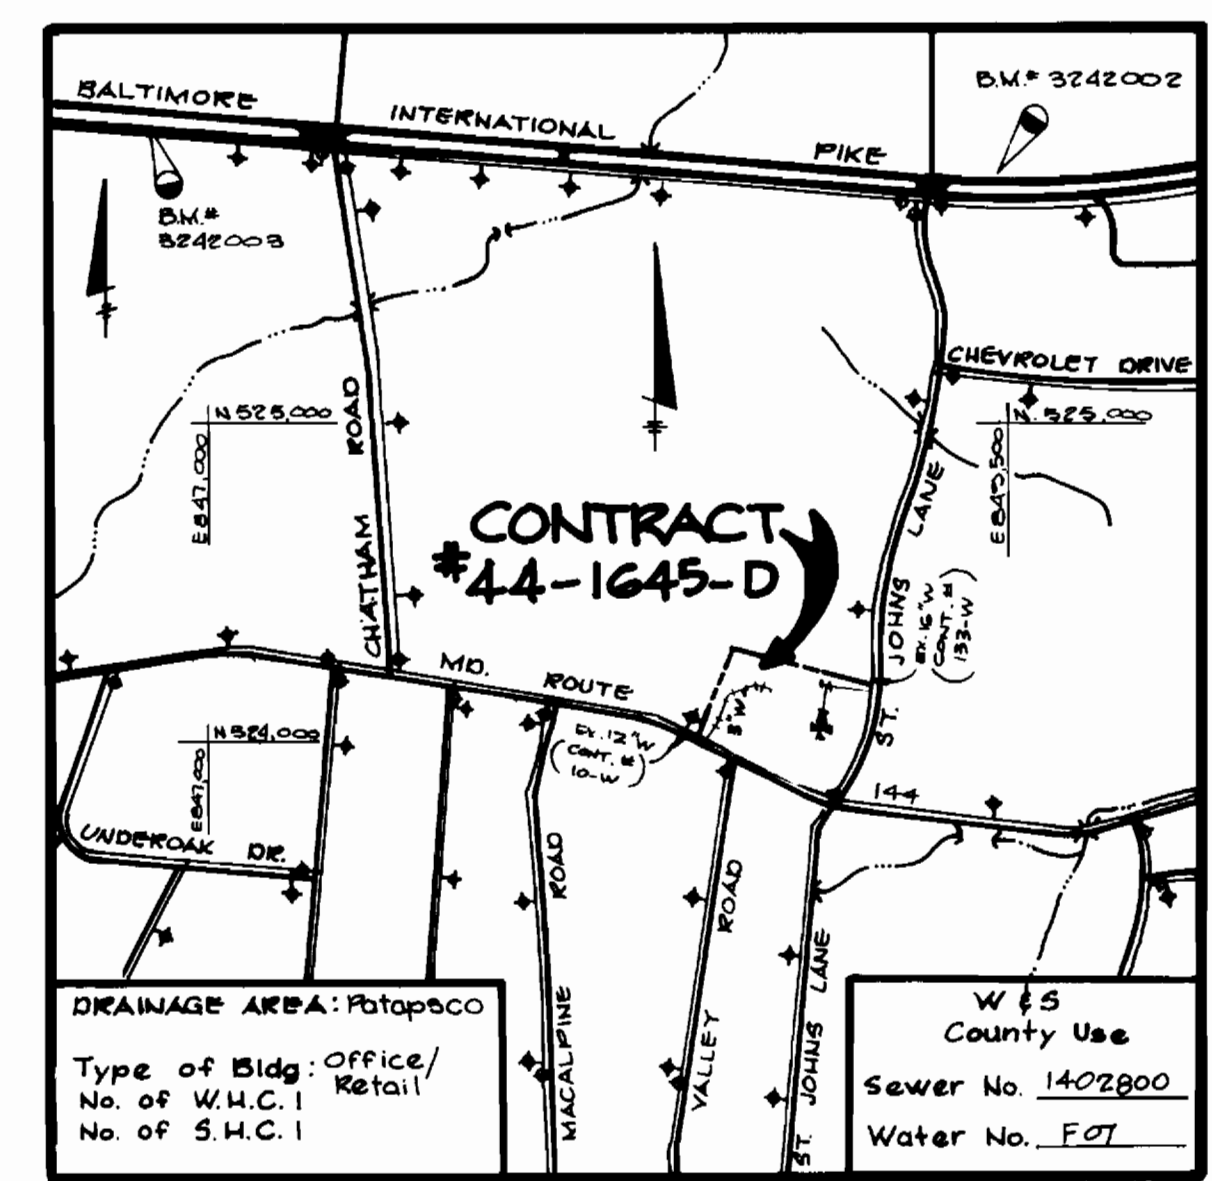 BALTIMORE
INTERNATIONAL
PIKE
B.M.# 3242002
B.M.#
3242003
CHEVROLET DRIVE
N 525,000
E 847,000
N. 525,000
E 849,500
CHATHAM ROAD
CONTRACT
#44-1645-D
ST. JOHNS LANE
EX. 16"W
(CONT. #
133-W)
MD. ROUTE
144
8"W
EX. 12"W
(CONT. #
10-W)
N 524,000
E 847,000
UNDEROAK DR.
MACALPINE ROAD
VALLEY ROAD
ST. JOHNS LANE
DRAINAGE AREA: Patapsco
Type of Bldg: Office/
Retail
No. of W.H.C. 1
No. of S.H.C. 1
W & S
County Use
Sewer No. 1402800
Water No. F07